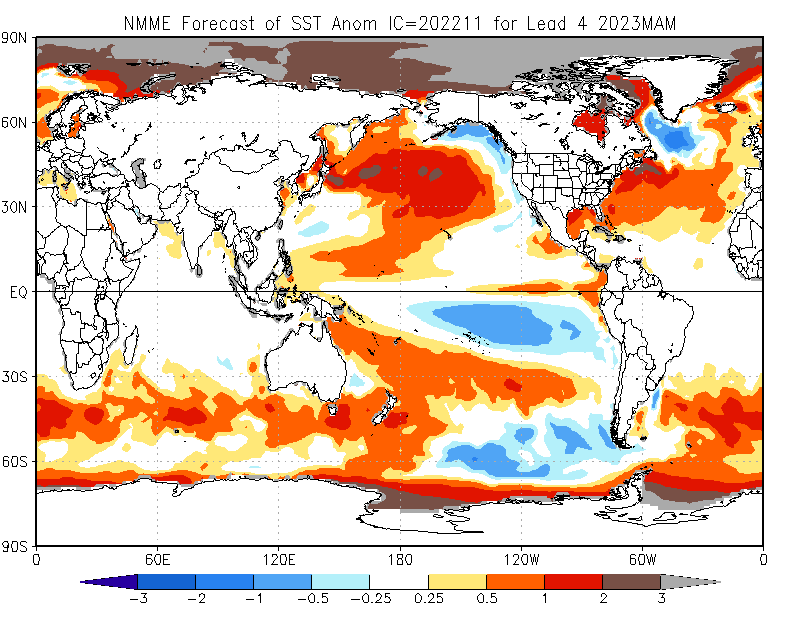 NMME Forecast of SST Anom IC=202211 for Lead 4 2023MAM
90N
60N
30N
EQ
30S
60S
90S
0 60E 120E 180 120W 60W 0
-3 -2 -1 -0.5 -0.25 0.25 0.5 1 2 3